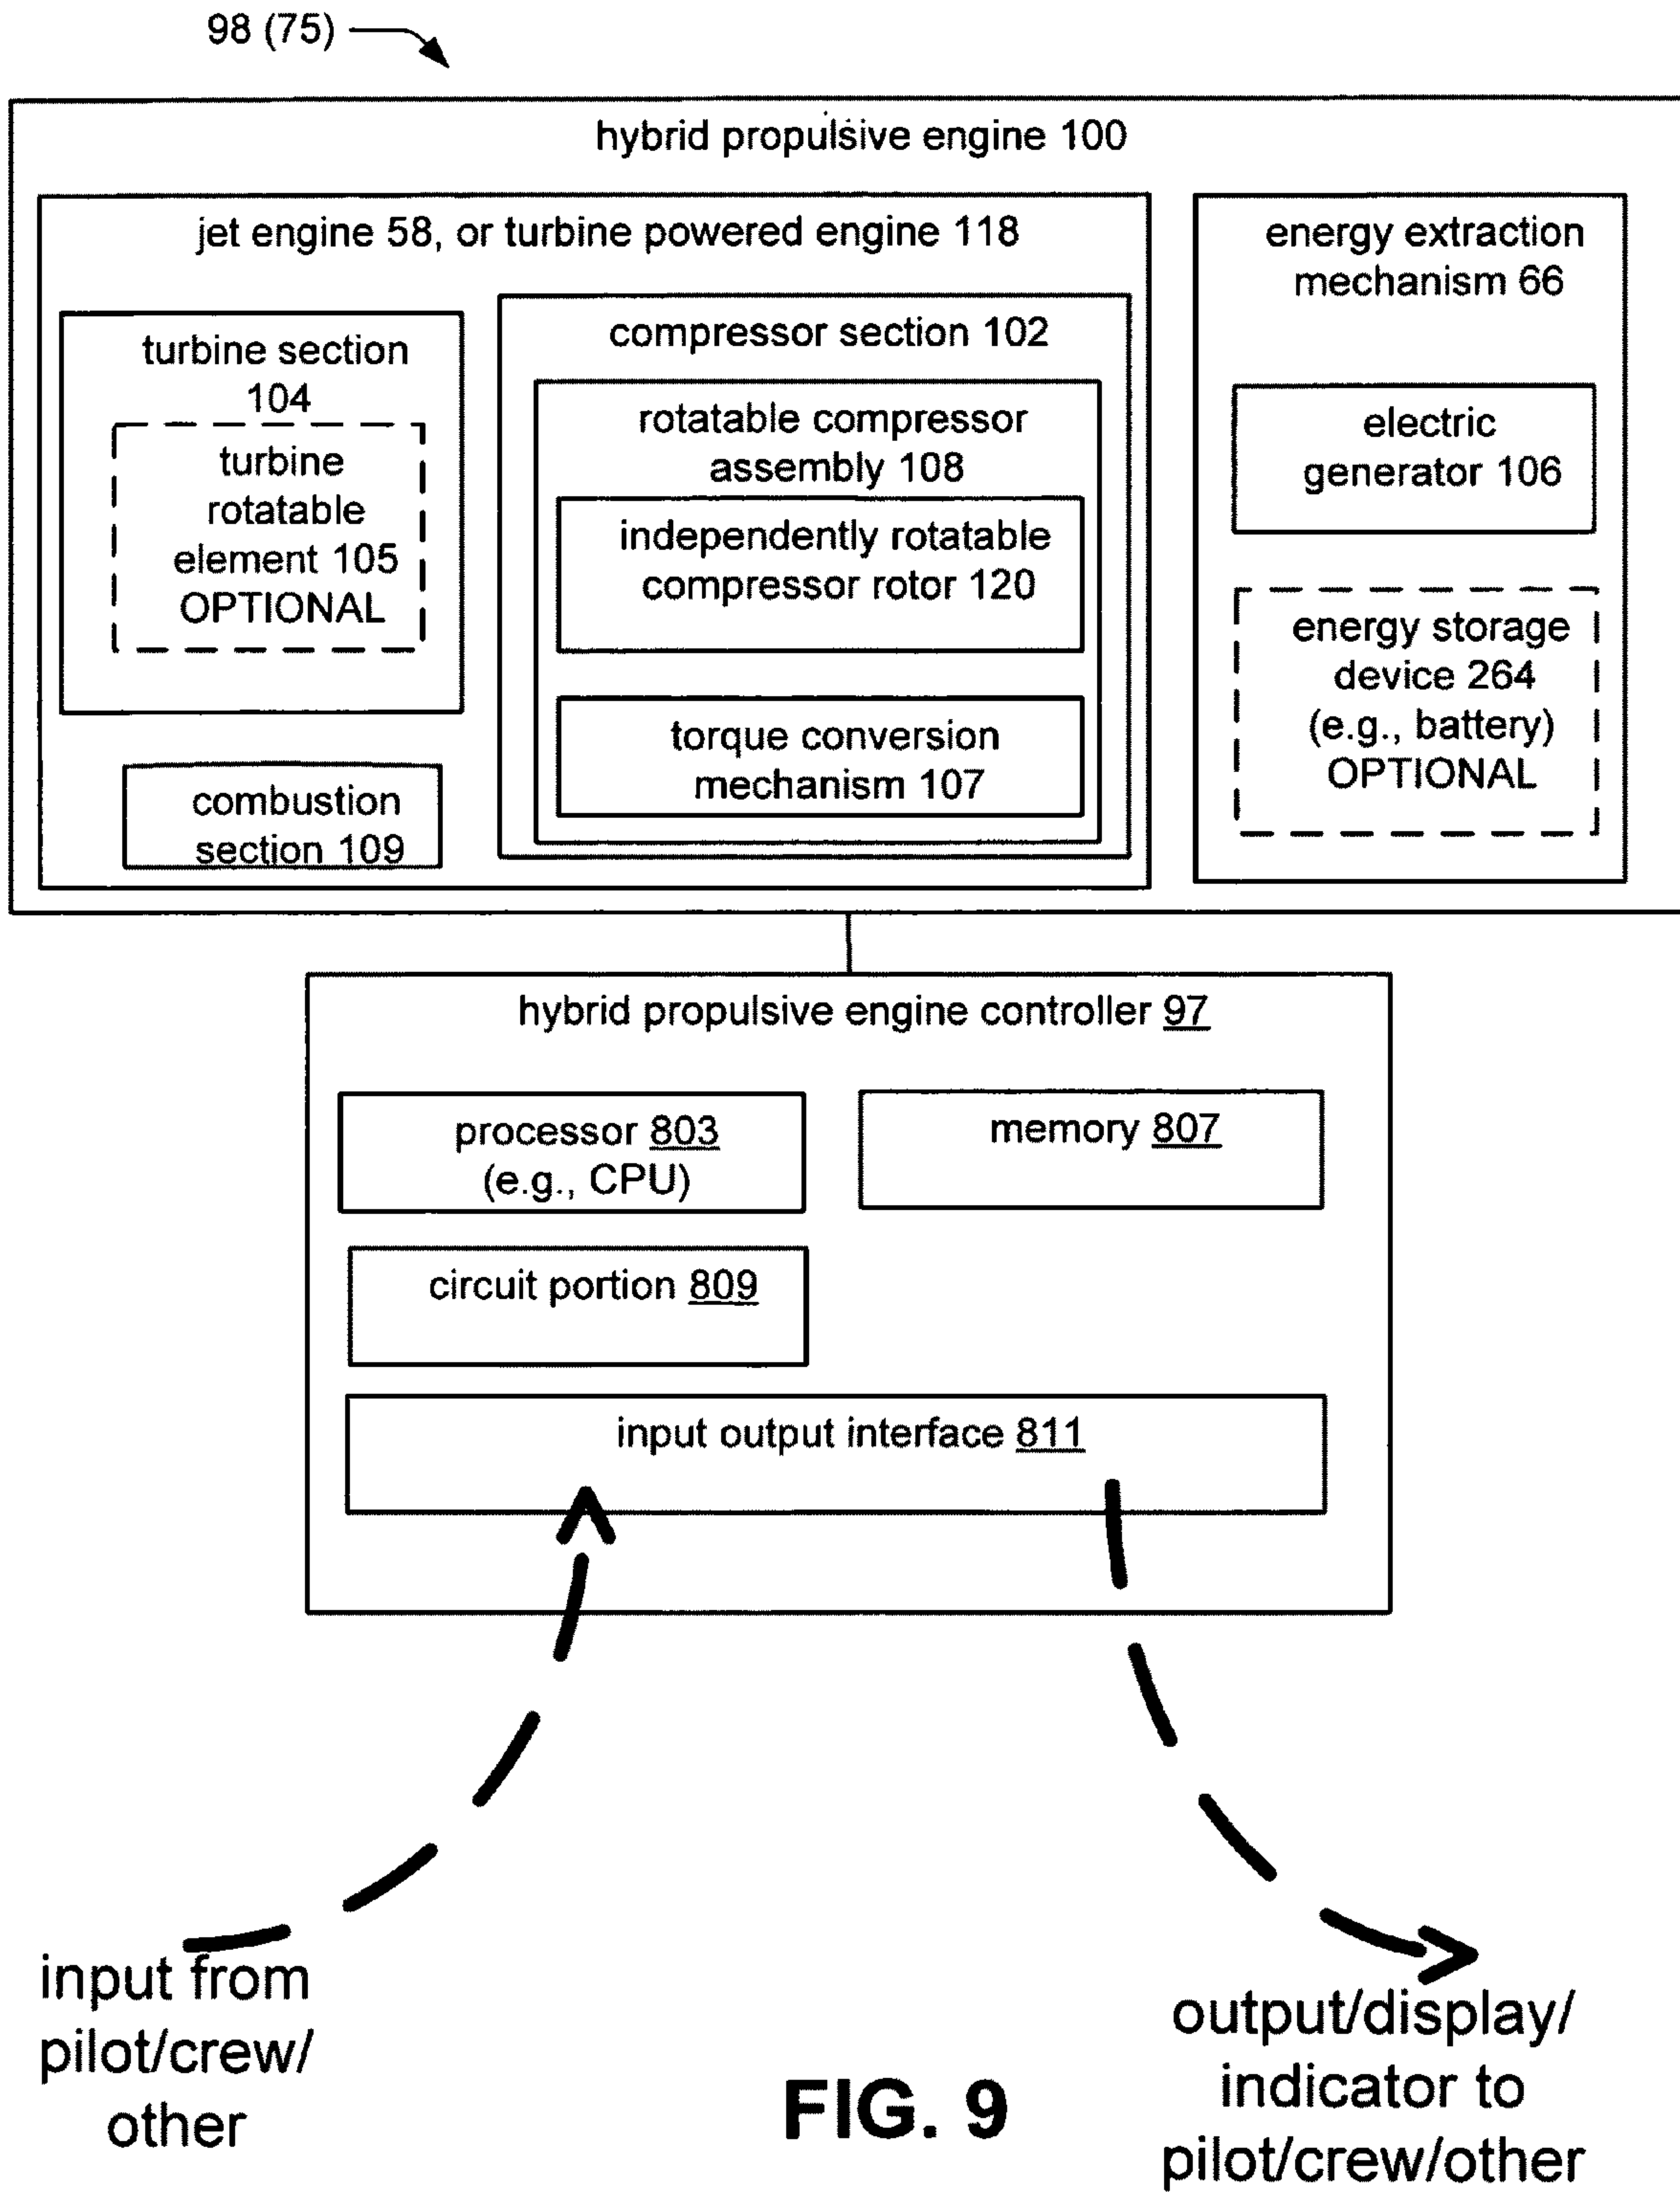 98 (75)
hybrid propulsive engine 100
jet engine 58, or turbine powered engine 118
turbine section
104
turbine
rotatable
element 105
OPTIONAL
combustion
section 109
compressor section 102
rotatable compressor
assembly 108
independently rotatable
compressor rotor 120
torque conversion
mechanism 107
energy extraction
mechanism 66
electric
generator 106
energy storage
device 264
(e.g., battery)
OPTIONAL
hybrid propulsive engine controller 97
processor 803
(e.g., CPU)
memory 807
circuit portion 809
input output interface 811
input from
pilot/crew/
other
output/display/
indicator to
pilot/crew/other
FIG. 9